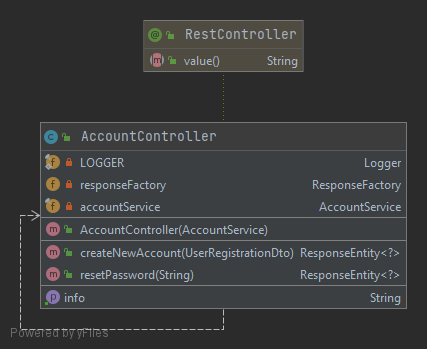 @ RestController
m value() String
C AccountController
f LOGGER Logger
f responseFactory ResponseFactory
f accountService AccountService
m AccountController(AccountService)
m createNewAccount(UserRegistrationDto) ResponseEntity<?>
m resetPassword(String) ResponseEntity<?>
p info String
Powered by yFiles